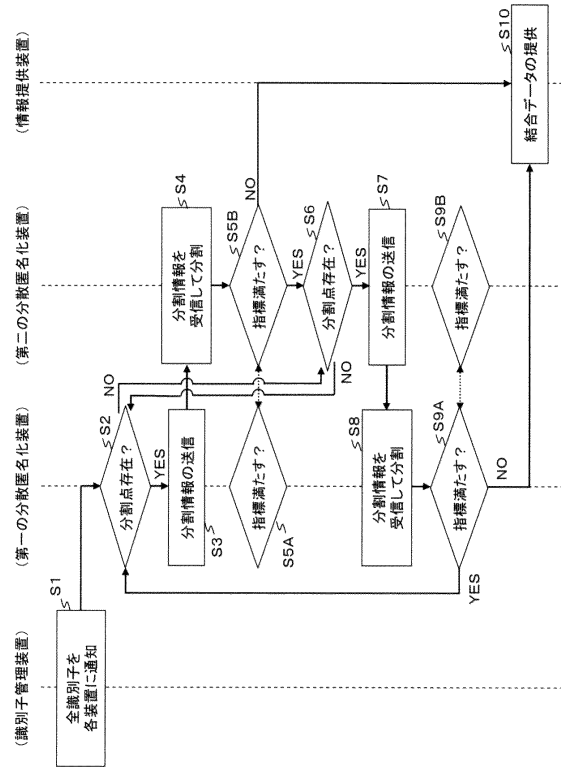 (識別子管理装置)
(第一の分散匿名化装置)
(第二の分散匿名化装置)
(情報提供装置)
S1
全識別子を
各装置に通知
S2
分割点存在?
NO
YES
S3
分割情報の送信
S4
分割情報を
受信して分割
S5A
指標満たす?
S5B
指標満たす?
NO
YES
S6
分割点存在?
NO
YES
S7
分割情報の送信
S8
分割情報を
受信して分割
S9A
指標満たす?
YES
NO
S9B
指標満たす?
S10
結合データの提供